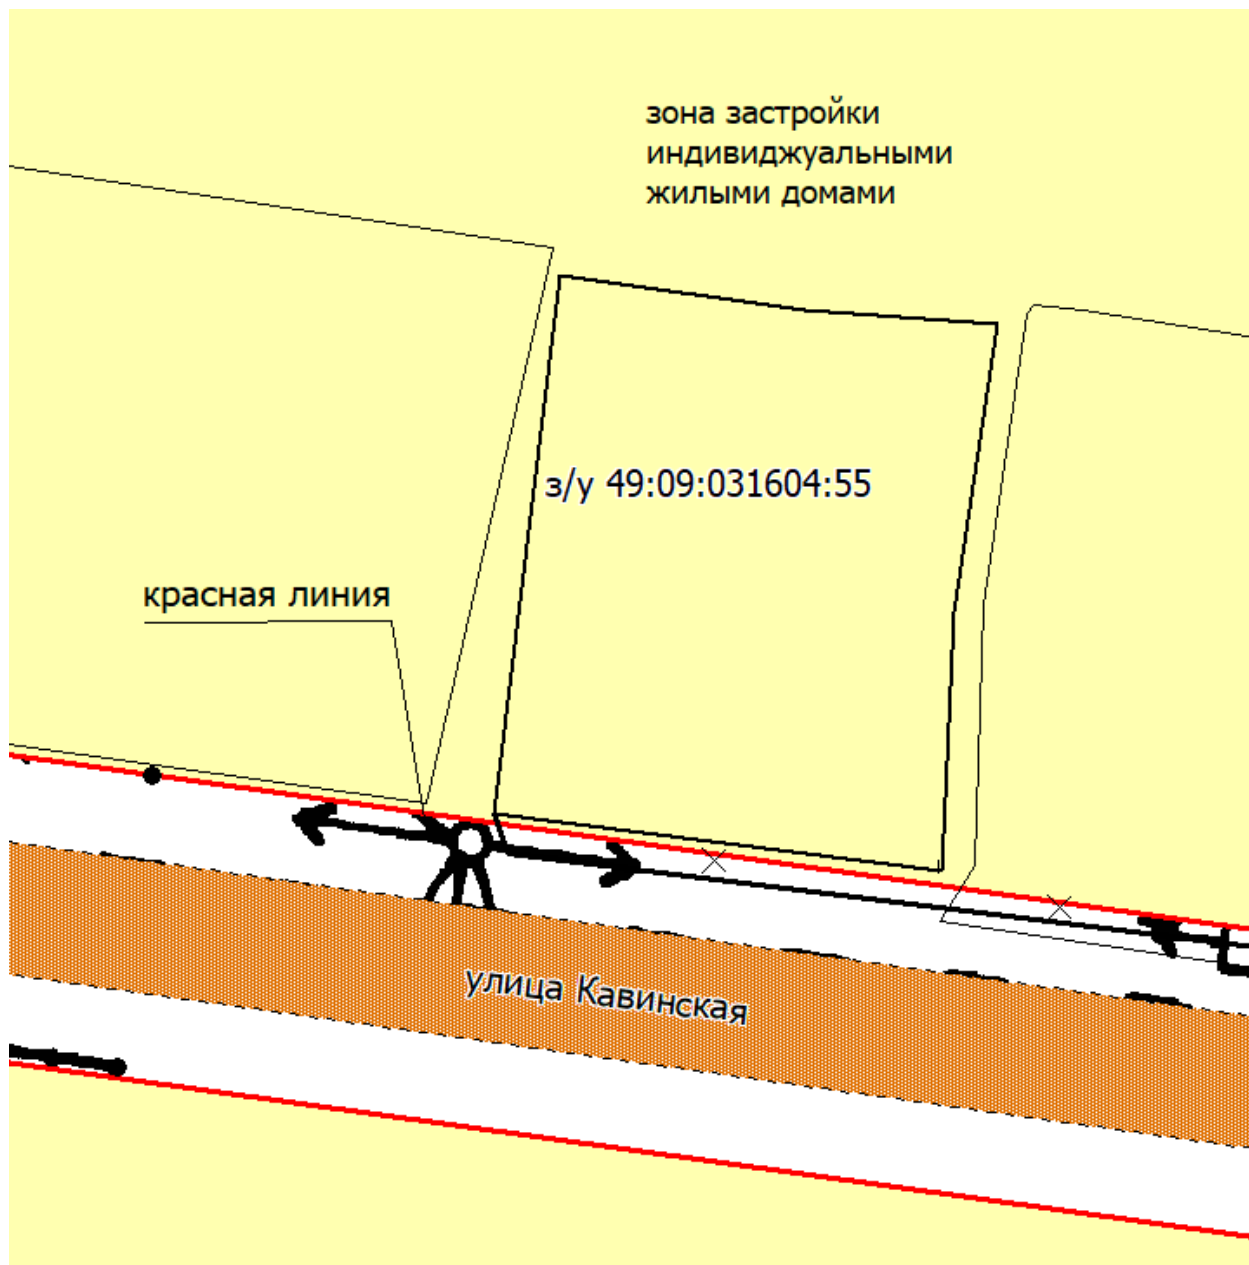 зона застройки
индивиджуальными
жилыми домами
з/у 49:09:031604:55
красная линия
улица Кавинская